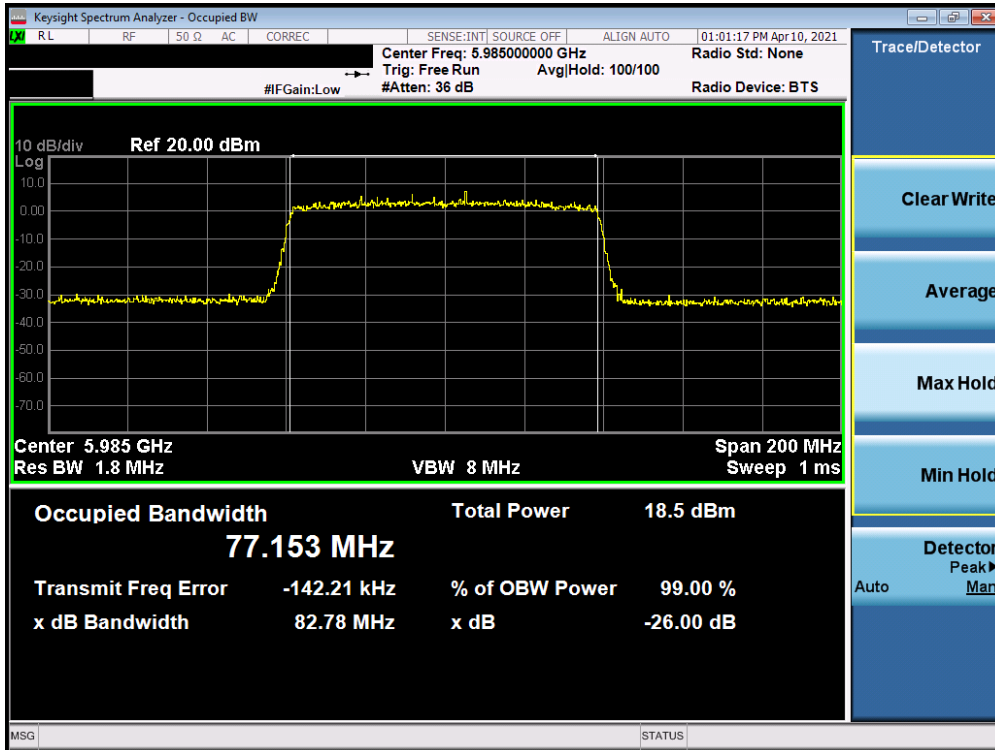 Keysight Spectrum Analyzer - Occupied BW
LXI RL RF 50 Ω AC CORREC SENSE:INT SOURCE OFF ALIGN AUTO 01:01:17 PM Apr 10, 2021
Center Freq: 5.985000000 GHz Radio Std: None
Trig: Free Run Avg|Hold: 100/100
#IFGain:Low #Atten: 36 dB Radio Device: BTS
Trace/Detector
10 dB/div Ref 20.00 dBm
Log
10.0
0.00
-10.0
-20.0
-30.0
-40.0
-50.0
-60.0
-70.0
Center 5.985 GHz Span 200 MHz
Res BW 1.8 MHz VBW 8 MHz Sweep 1 ms
Occupied Bandwidth Total Power 18.5 dBm
77.153 MHz
Transmit Freq Error -142.21 kHz % of OBW Power 99.00 %
x dB Bandwidth 82.78 MHz x dB -26.00 dB
Clear Write
Average
Max Hold
Min Hold
Detector
Peak
Auto Man
MSG STATUS